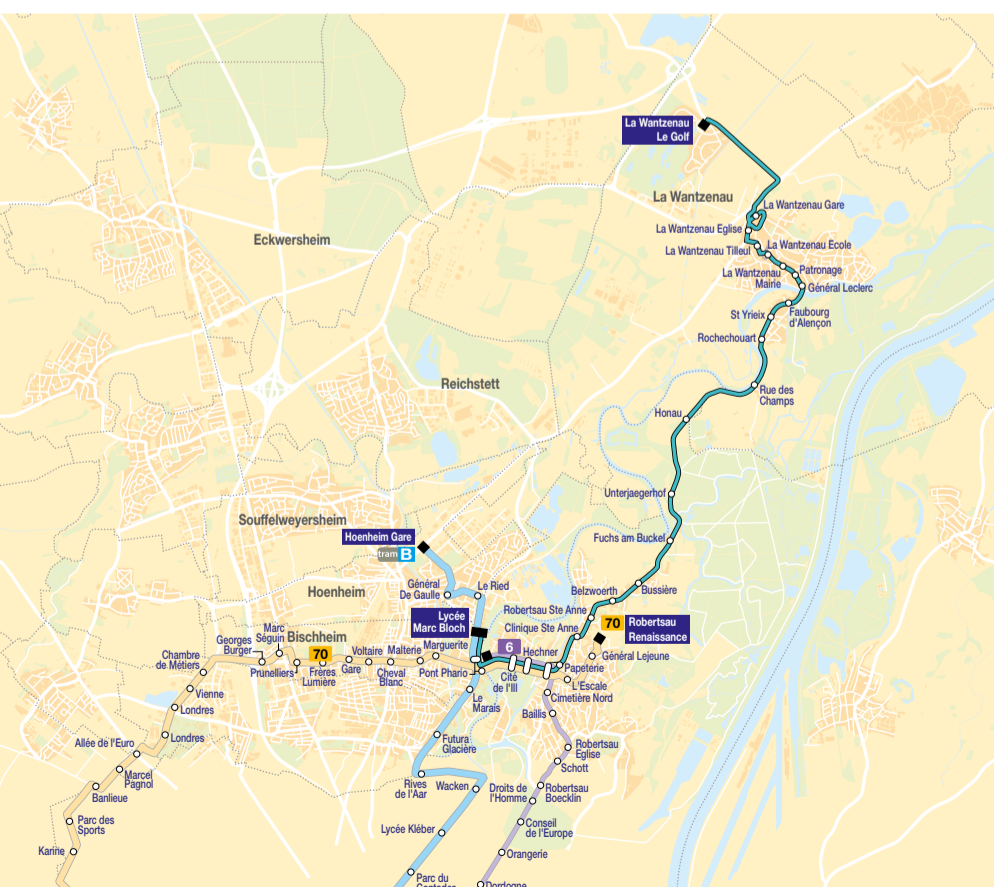 La Wantzenau
Le Golf
La Wantzenau
La Wantzenau Gare
La Wantzenau Eglise
La Wantzenau Tilleul
La Wantzenau Ecole
La Wantzenau
Mairie
Patronage
Général Leclerc
St Yrieix
Faubourg
d'Alençon
Rochechouart
Eckwersheim
Reichstett
Rue des
Champs
Honau
Unterjaegerhof
Fuchs am Buckel
Souffelweyersheim
Hoenheim Gare
tram B
Hoenheim
Général
De Gaulle
Le Ried
Belzwoerth
Bussière
Robertsau Ste Anne
Clinique Ste Anne
70
Robertsau
Renaissance
Lycée
Marc Bloch
Bischheim
Marc
Séguin
Georges
Burger
70
Voltaire
Malterie
Marguerite
6
Hechner
Général Lejeune
Chambre
de Métiers
Prunelliers
Frères
Lumière
Gare
Cheval
Blanc
Pont Phario
Cité
de l'Ill
Papeterie
L'Escale
Cimetière Nord
Vienne
Londres
Le
Marais
Baillis
Londres
Allée de l'Euro
Futura
Glacière
Robertsau
Eglise
Schott
Marcel
Pagnol
Banlieue
Rives
de l'Aar
Wacken
Droits de
l'Homme
Robertsau
Boecklin
Parc des
Sports
Lycée Kléber
Conseil
de l'Europe
Karine
Orangerie
Parc du
Dordogne